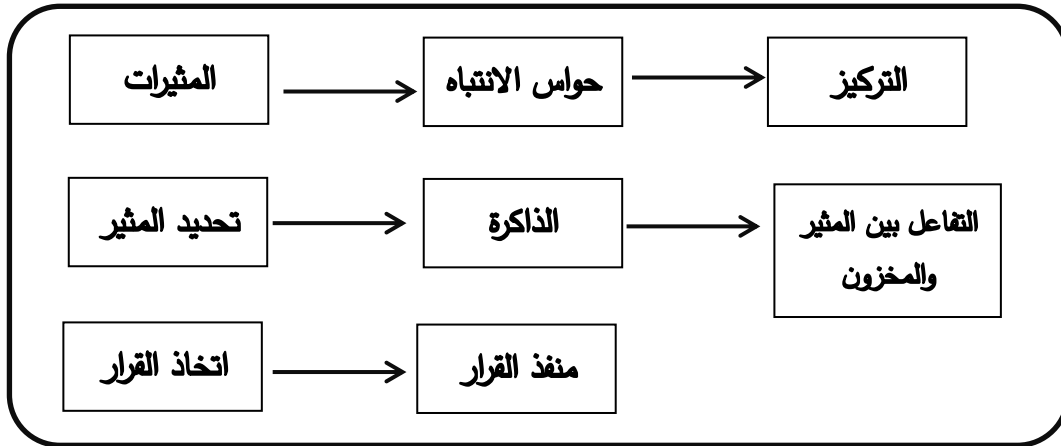 المثيرات
حواس الانتباه
التركيز
تحديد المثير
الذاكرة
التفاعل بين المثير
والمخزون
اتخاذ القرار
منفذ القرار